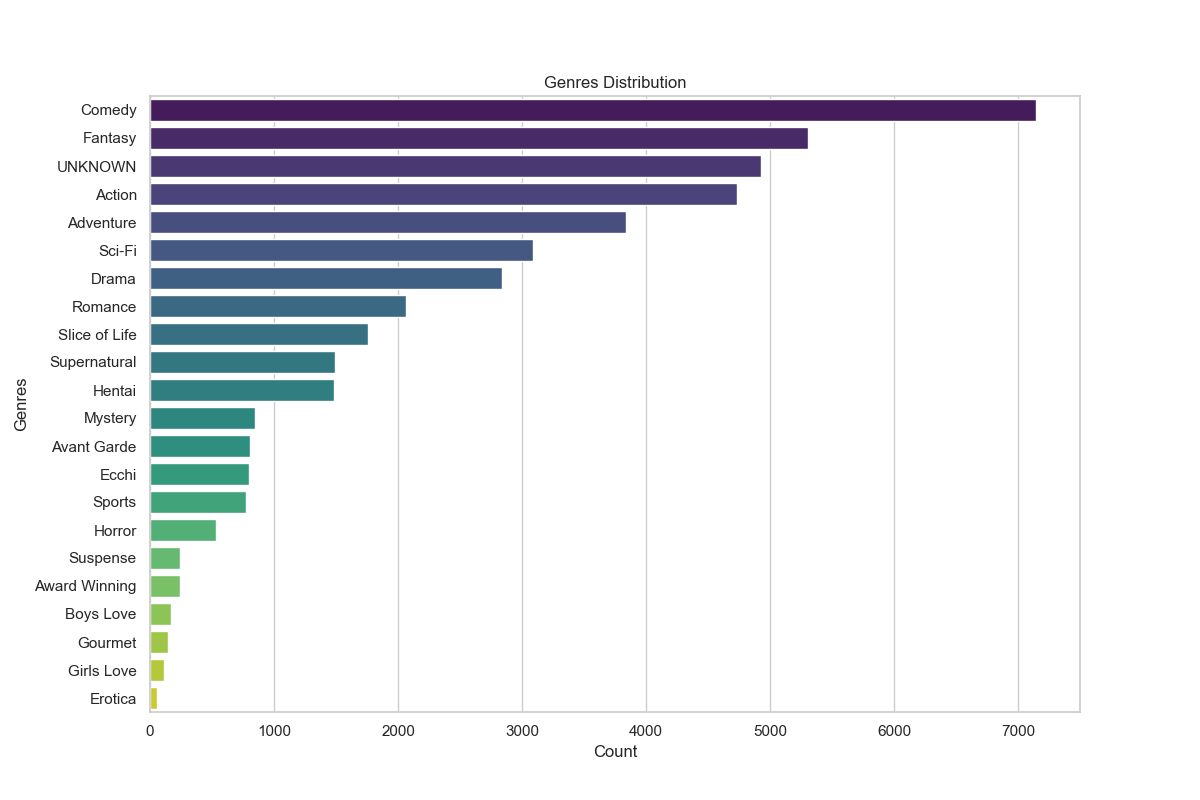 Genres Distribution
Comedy
Fantasy
UNKNOWN
Action
Adventure
Sci-Fi
Drama
Romance
Slice of Life
Supernatural
Hentai
Mystery
Avant Garde
Ecchi
Sports
Horror
Suspense
Award Winning
Boys Love
Gourmet
Girls Love
Erotica
Genres
0 1000 2000 3000 4000 5000 6000 7000
Count